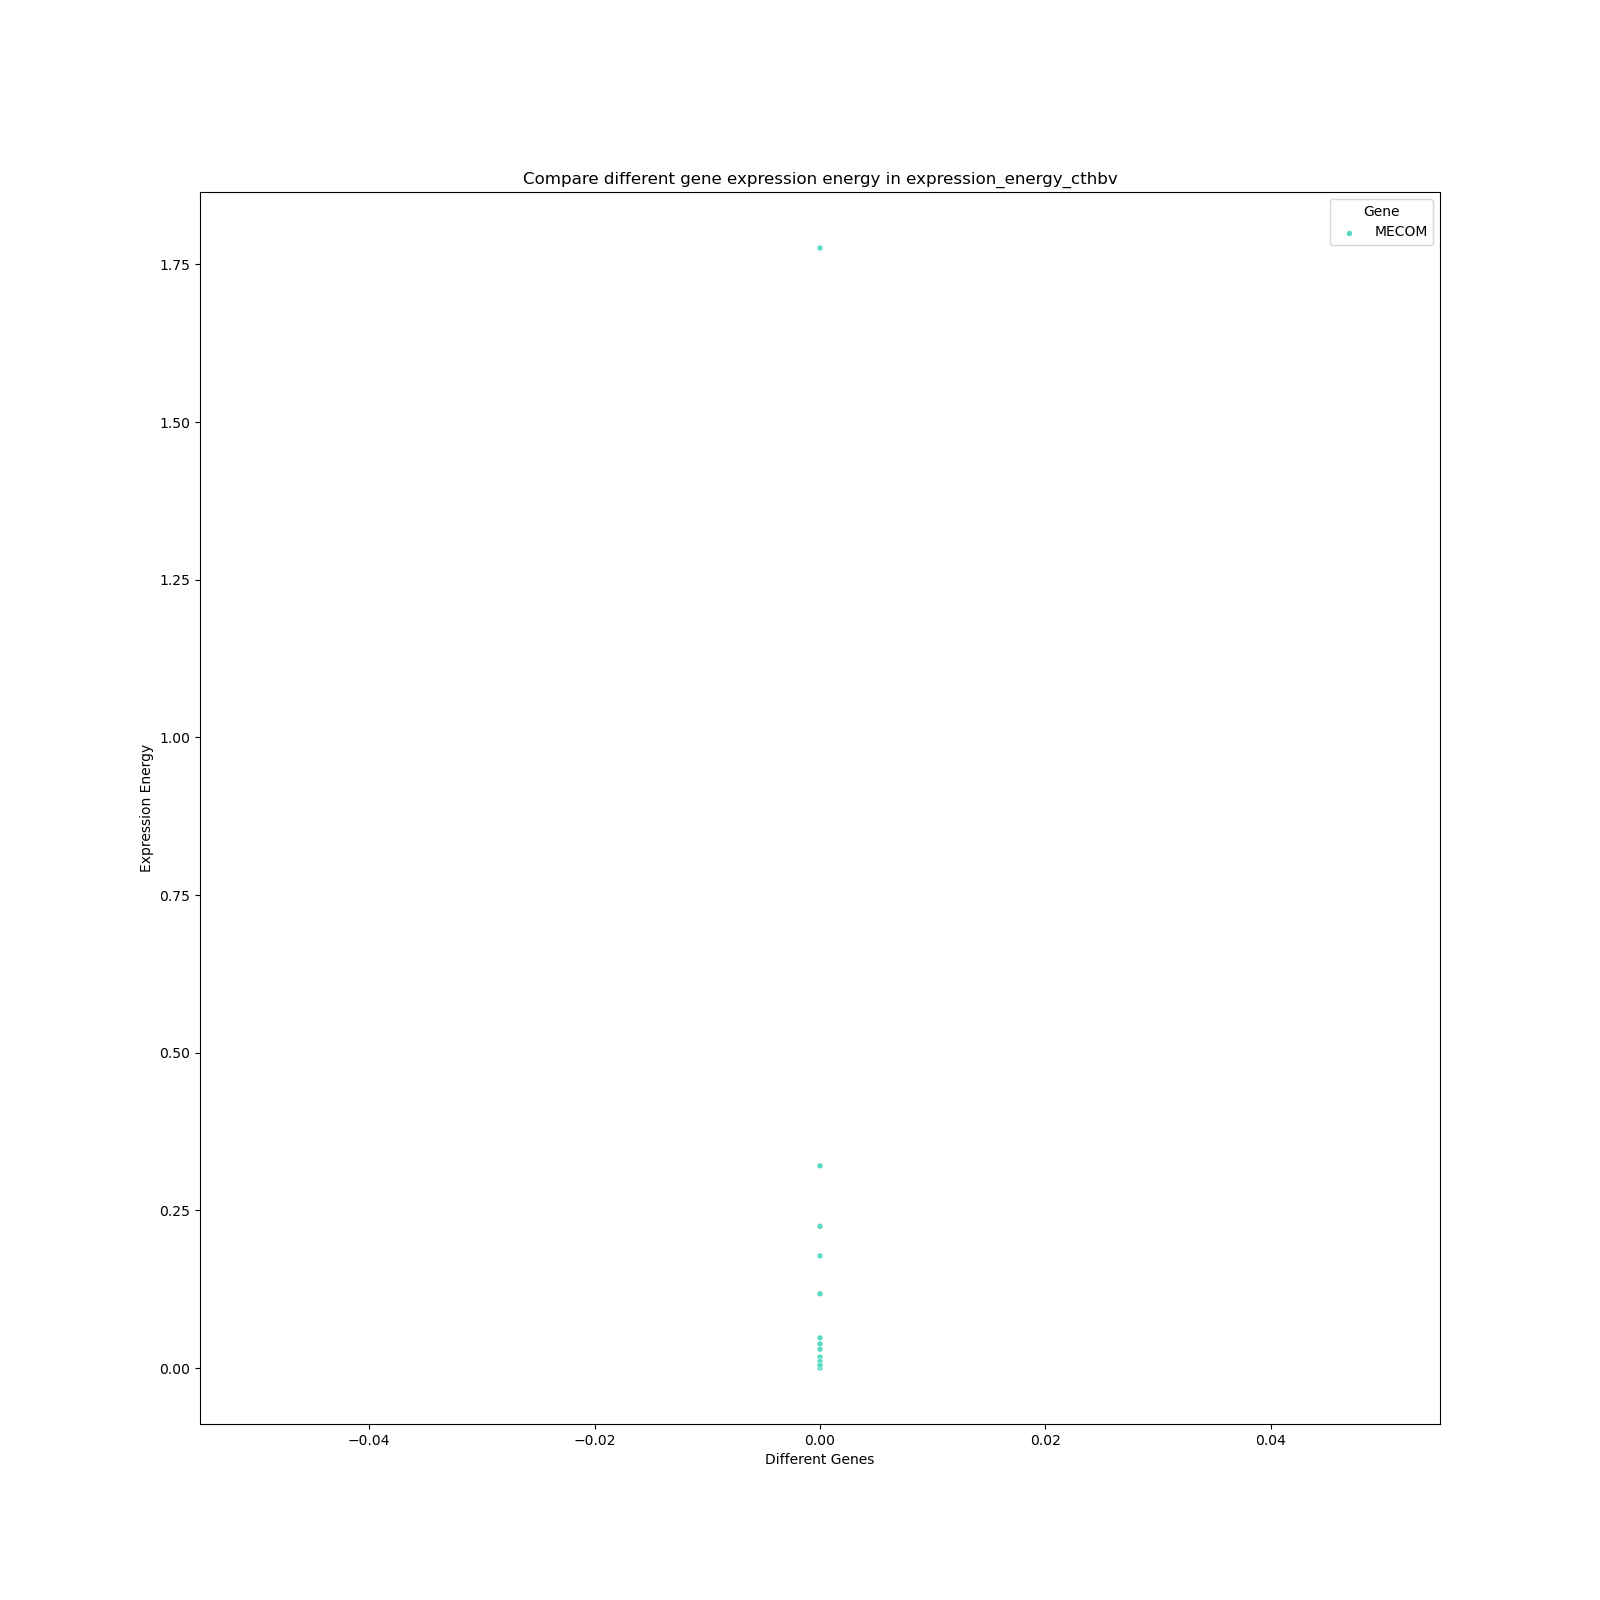 Compare different gene expression energy in expression_energy_cthbv
Gene
MECOM
1.75
1.50
1.25
1.00
0.75
0.50
0.25
0.00
Expression Energy
−0.04
−0.02
0.00
0.02
0.04
Different Genes